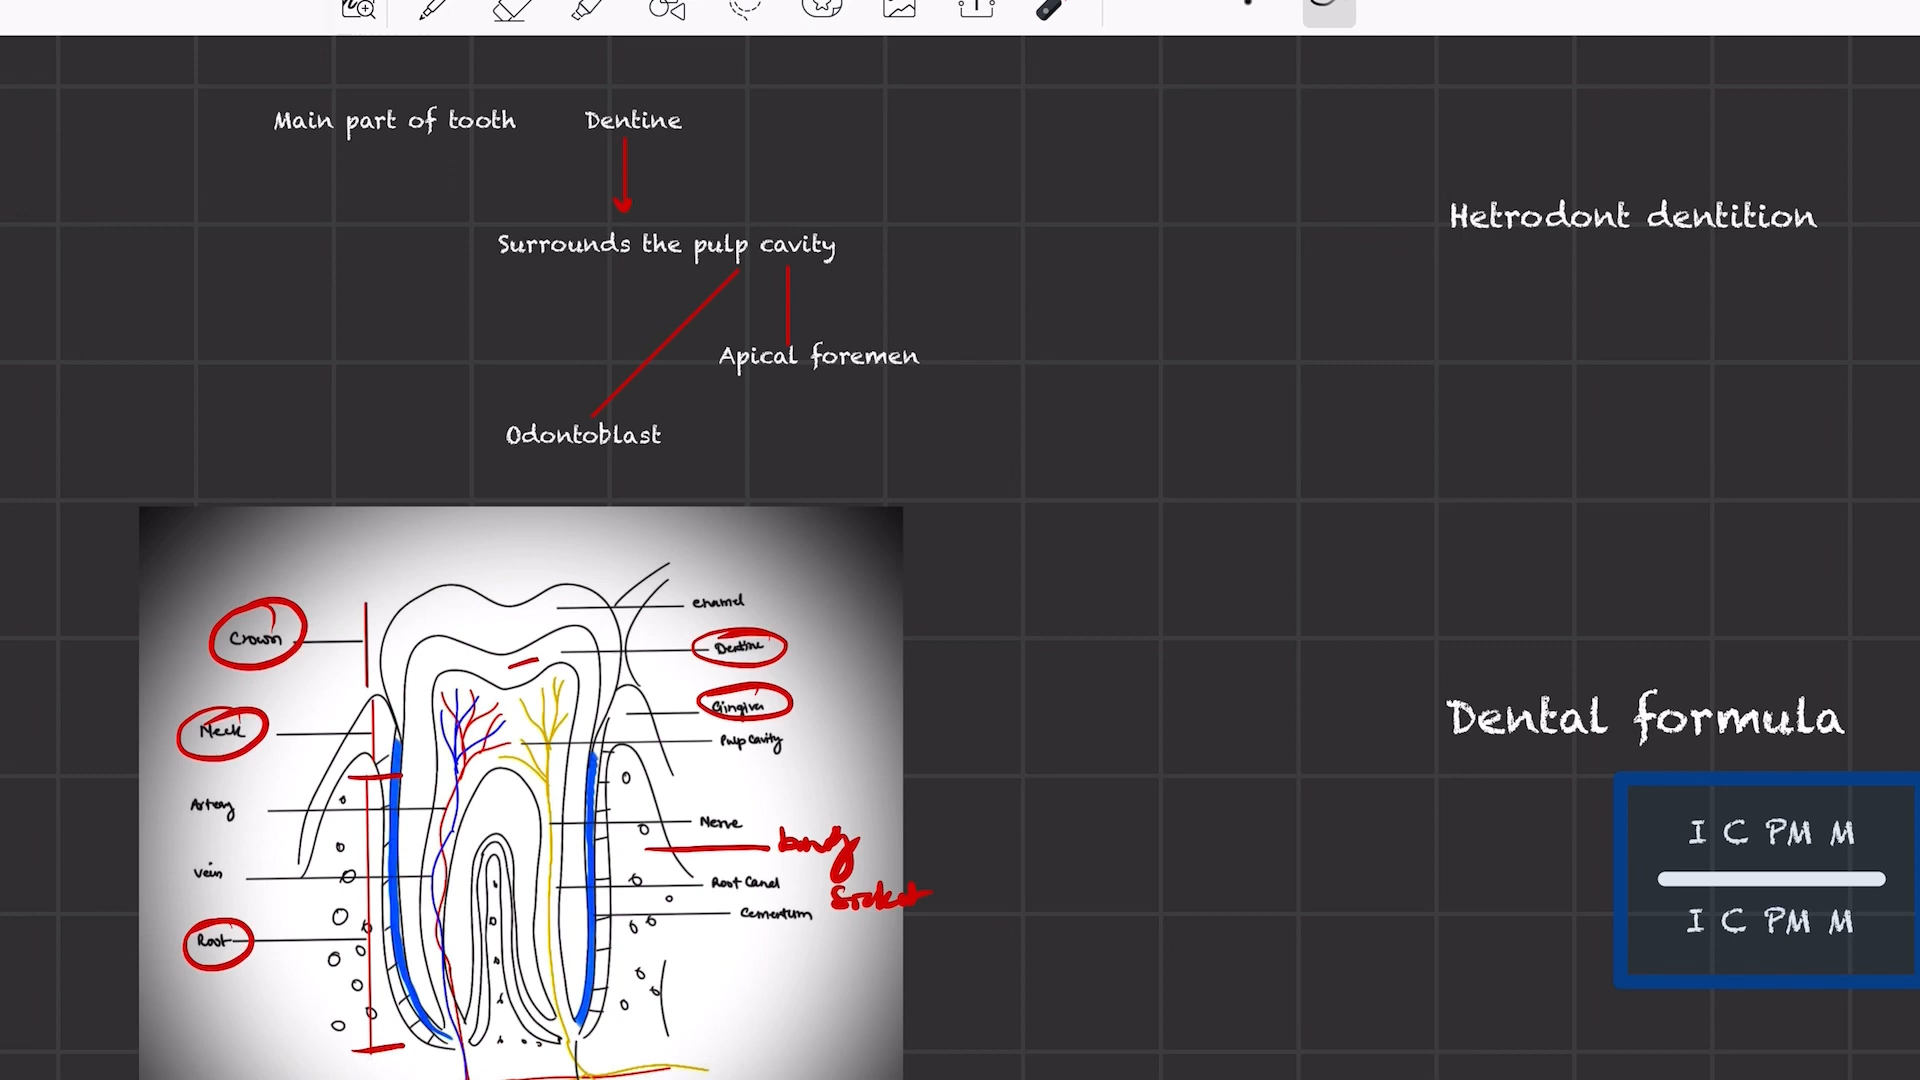 Main part of tooth Dentine
Surrounds the pulp cavity
Apical foremen
Odontoblast
Hetrodont dentition
Dental formula
I C PM M
I C PM M
Crown
Neck
Artery
vein
Root
enamel
Dentine
Gingiva
Pulp cavity
Nerve
bndy
Socket
Root Canal
Cementum